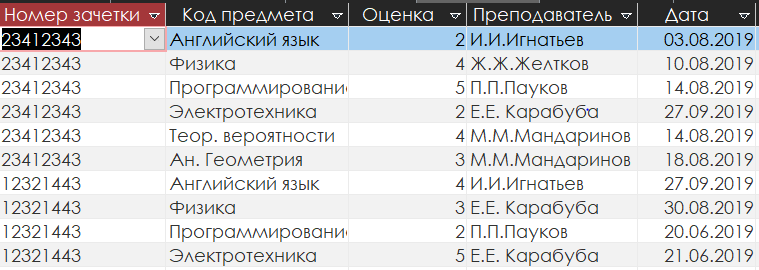 Номер зачетки Код предмета Оценка Преподаватель Дата
23412343 Английский язык 2 И.И.Игнатьев 03.08.2019
23412343 Физика 4 Ж.Ж.Желтков 10.08.2019
23412343 Программирование 5 П.П.Пауков 14.08.2019
23412343 Электротехника 2 Е.Е. Карабуба 27.09.2019
23412343 Теор. вероятности 4 М.М.Мандаринов 14.08.2019
23412343 Ан. Геометрия 3 М.М.Мандаринов 18.08.2019
12321443 Английский язык 4 И.И.Игнатьев 27.09.2019
12321443 Физика 3 Е.Е. Карабуба 30.08.2019
12321443 Программирование 2 П.П.Пауков 20.06.2019
12321443 Электротехника 5 Е.Е. Карабуба 21.06.2019